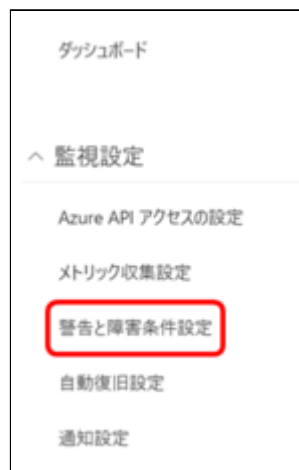 ダッシュボード
監視設定
Azure API アクセスの設定
メトリック収集設定
警告と障害条件設定
自動復旧設定
通知設定